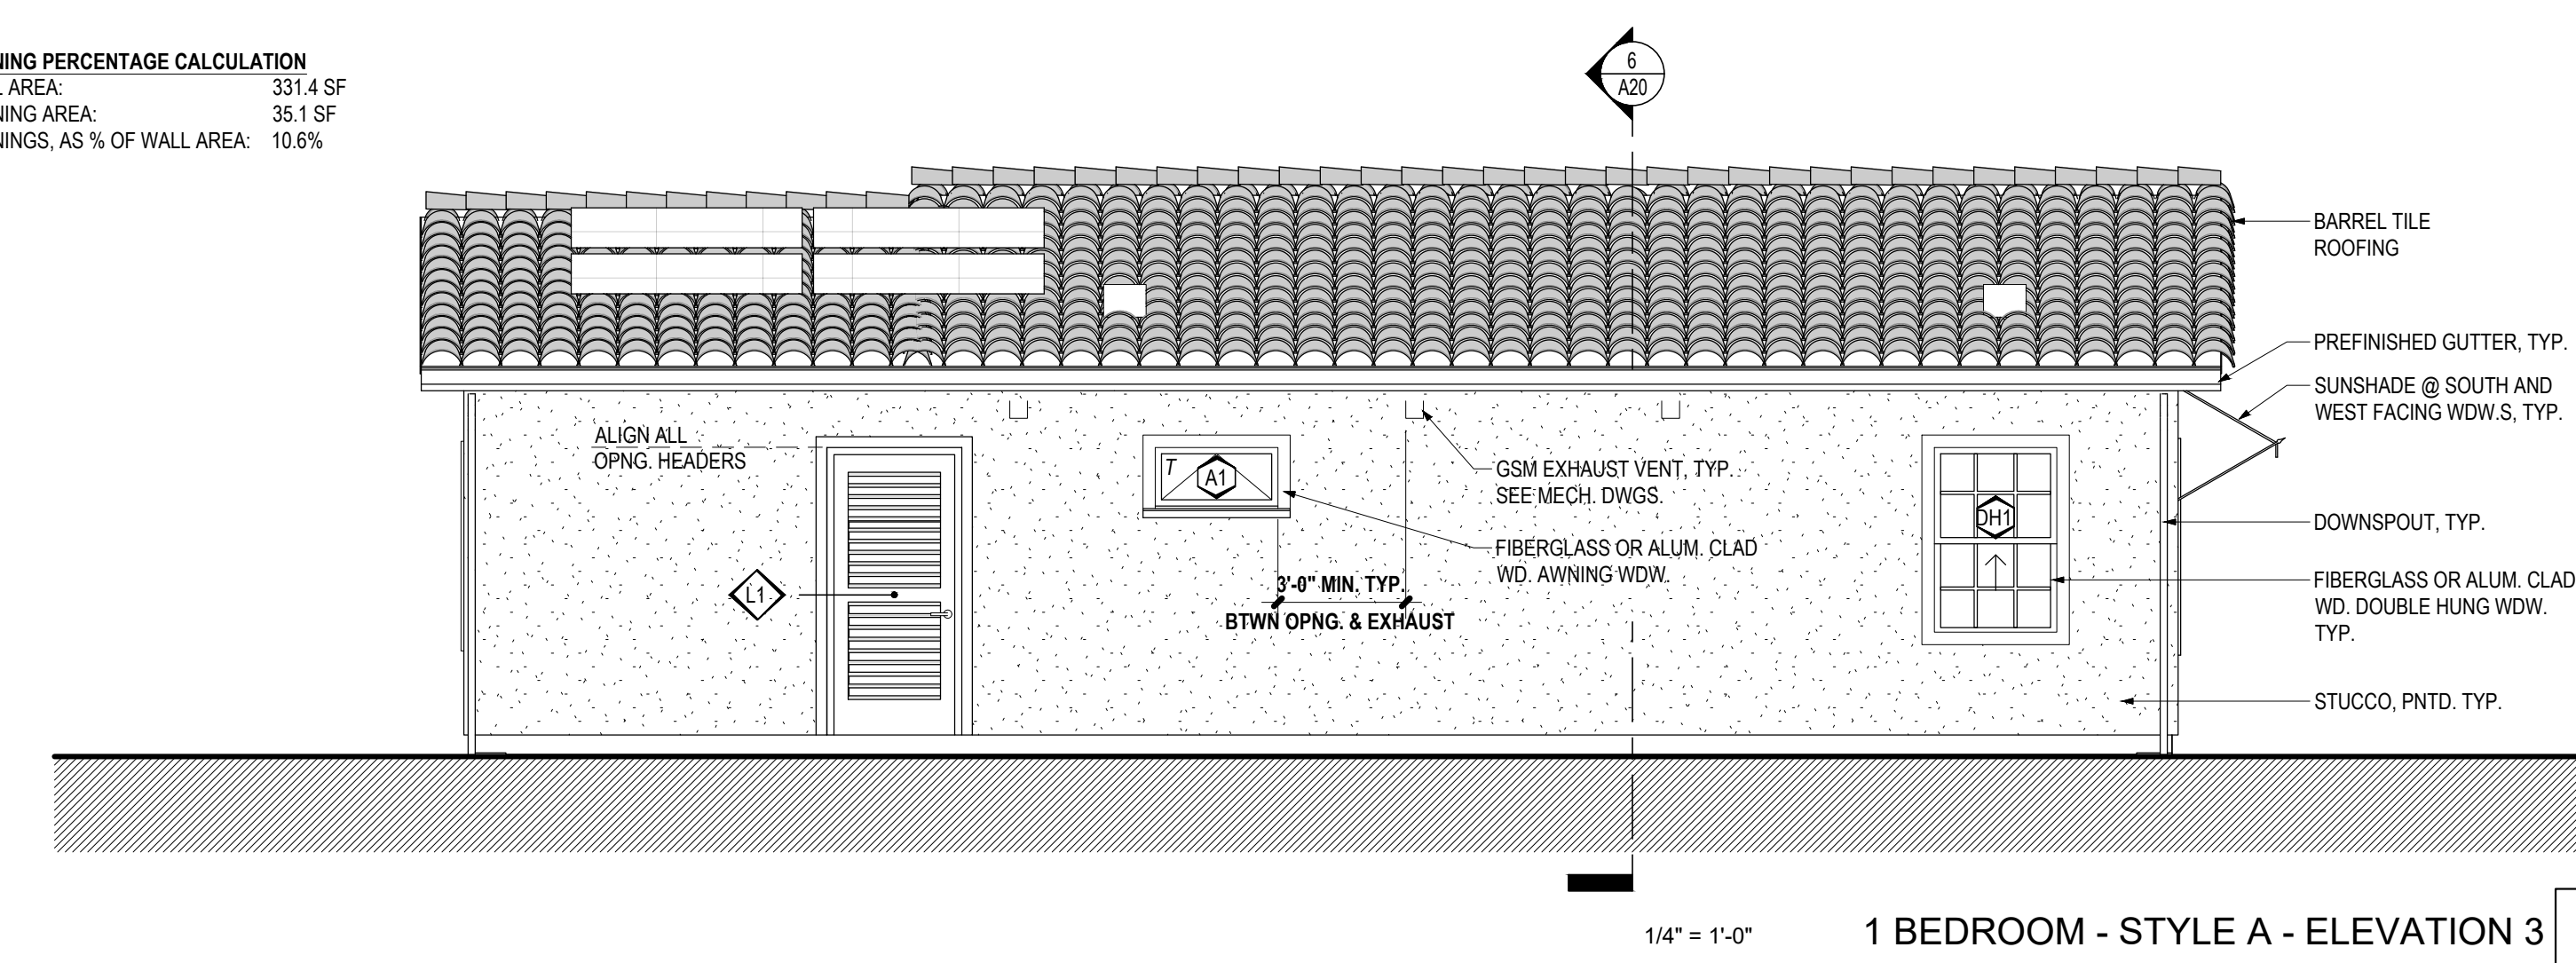 NING PERCENTAGE CALCULATION
L AREA: 331.4 SF
NING AREA: 35.1 SF
NINGS, AS % OF WALL AREA: 10.6%
6
A20
BARREL TILE
ROOFING
PREFINISHED GUTTER, TYP.
SUNSHADE @ SOUTH AND
WEST FACING WDW.S, TYP.
ALIGN ALL
OPNG. HEADERS
T
A1
GSM EXHAUST VENT, TYP.
SEE MECH. DWGS.
DH1
DOWNSPOUT, TYP.
FIBERGLASS OR ALUM. CLAD
WD. AWNING WDW.
L1
3'-0" MIN. TYP.
BTWN OPNG. & EXHAUST
FIBERGLASS OR ALUM. CLAD
WD. DOUBLE HUNG WDW.
TYP.
STUCCO, PNTD. TYP.
1/4" = 1'-0"
1 BEDROOM - STYLE A - ELEVATION 3